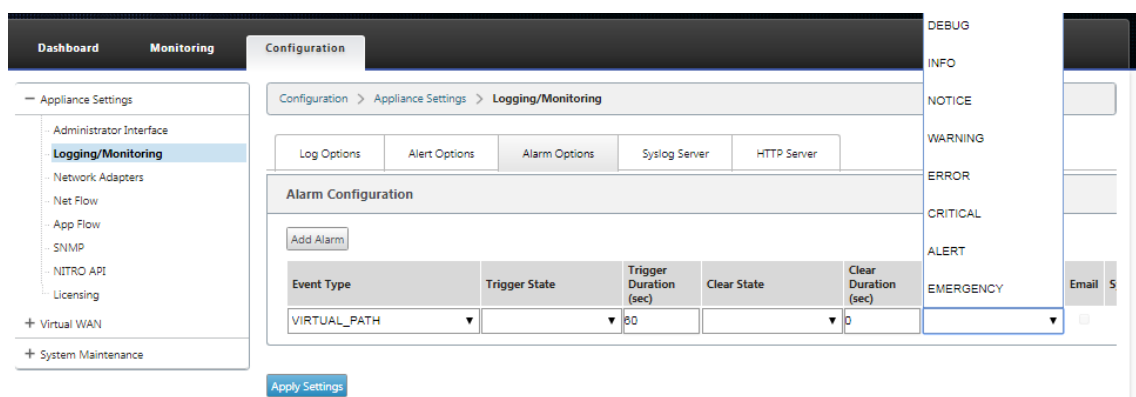 Dashboard Monitoring Configuration
Appliance Settings
Administrator Interface
Logging/Monitoring
Network Adapters
Net Flow
App Flow
SNMP
NITRO API
Licensing
Virtual WAN
System Maintenance
Configuration > Appliance Settings > Logging/Monitoring
Log Options Alert Options Alarm Options Syslog Server HTTP Server
Alarm Configuration
Add Alarm
Event Type Trigger State Trigger Duration (sec) Clear State Clear Duration (sec) Email S
VIRTUAL_PATH 60 0
DEBUG
INFO
NOTICE
WARNING
ERROR
CRITICAL
ALERT
EMERGENCY
Apply Settings